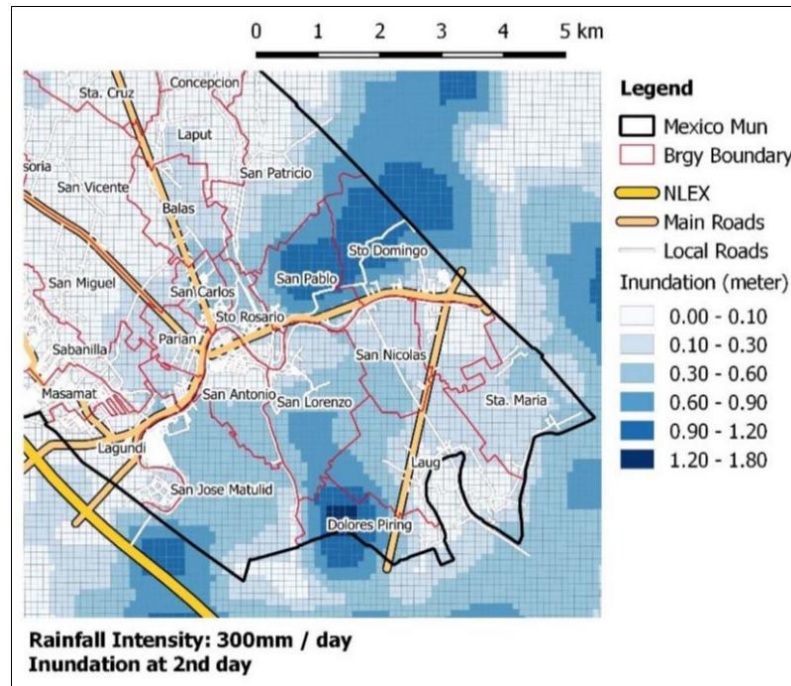 0 1 2 3 4 5 km
Concepcion
Sta. Cruz
Laput
soria
San Patricio
San Vicente
Balas
Sto Domingo
San Miguel
San Pablo
San Carlos
Sto Rosario
Parian
Sabanilla
San Nicolas
Masamat
San Antonio
San Lorenzo
Sta. Maria
Lagundi
Laug
San Jose Matulid
Dolores Piring
Legend
Mexico Mun
Brgy Boundary
NLEX
Main Roads
Local Roads
Inundation (meter)
0.00 - 0.10
0.10 - 0.30
0.30 - 0.60
0.60 - 0.90
0.90 - 1.20
1.20 - 1.80
Rainfall Intensity: 300mm / day
Inundation at 2nd day